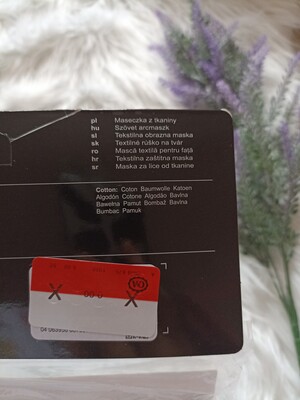 pl Maseczka z tkaniny
hu Szövet arcmaszk
sl Tekstilna obrazna maska
sk Textilné rúško na tvár
ro Mască textilă pentru față
hr Tekstilna zaštitna maska
sr Maska za lice od tkanine
Cotton: Coton Baumwolle Katoen
Algodón Cotone Algodão Bavlna
Bawełna Pamut Bombaž Bavlna
Bumbac Pamuk
X X